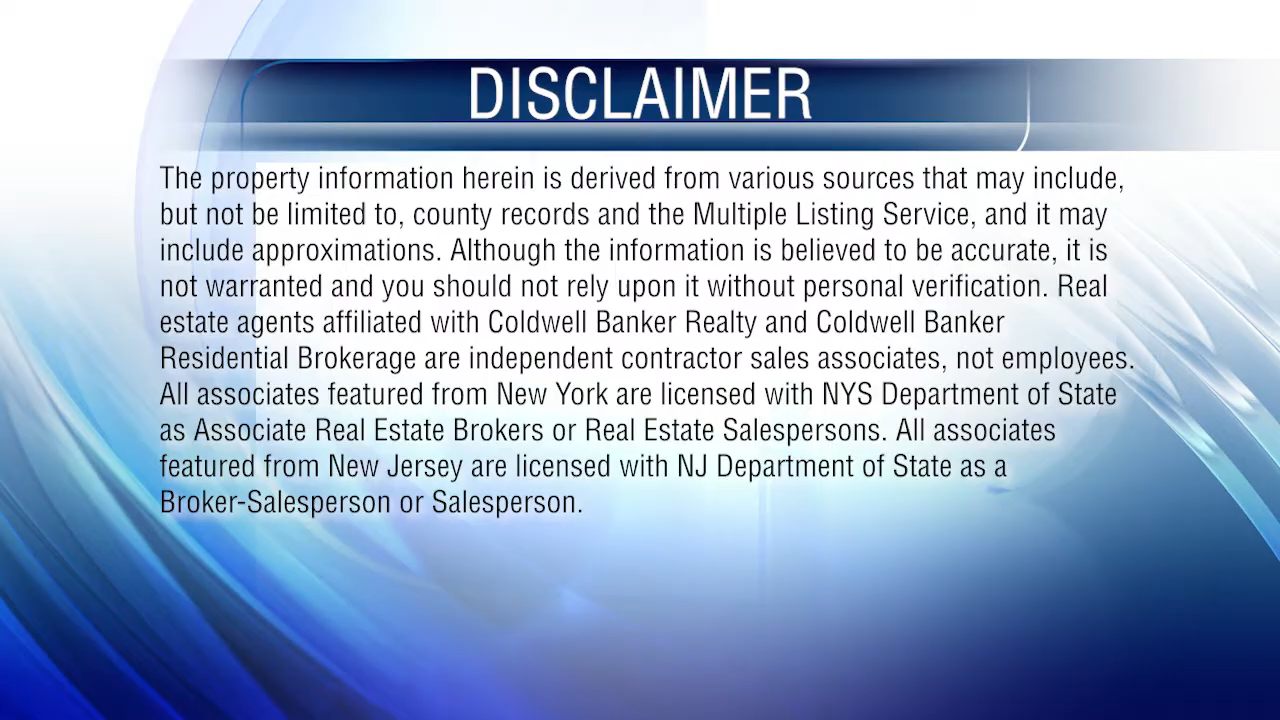 DISCLAIMER
The property information herein is derived from various sources that may include,
but not be limited to, county records and the Multiple Listing Service, and it may
include approximations. Although the information is believed to be accurate, it is
not warranted and you should not rely upon it without personal verification. Real
estate agents affiliated with Coldwell Banker Realty and Coldwell Banker
Residential Brokerage are independent contractor sales associates, not employees.
All associates featured from New York are licensed with NYS Department of State
as Associate Real Estate Brokers or Real Estate Salespersons. All associates
featured from New Jersey are licensed with NJ Department of State as a
Broker-Salesperson or Salesperson.